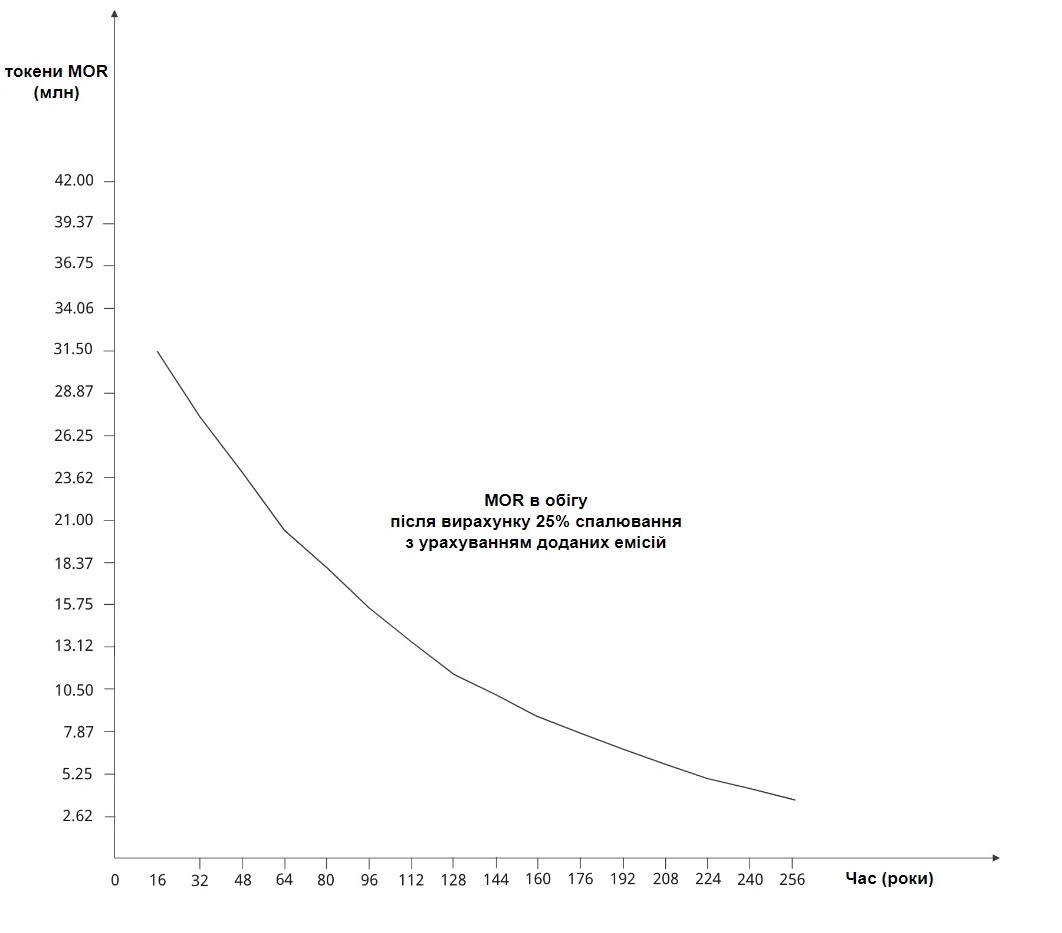 токени MOR
(млн)
42.00
39.37
36.75
34.06
31.50
28.87
26.25
23.62
21.00
18.37
15.75
13.12
10.50
7.87
5.25
2.62
MOR в обігу
після вирахунку 25% спалювання
з урахуванням доданих емісій
0 16 32 48 64 80 96 112 128 144 160 176 192 208 224 240 256 Час (роки)